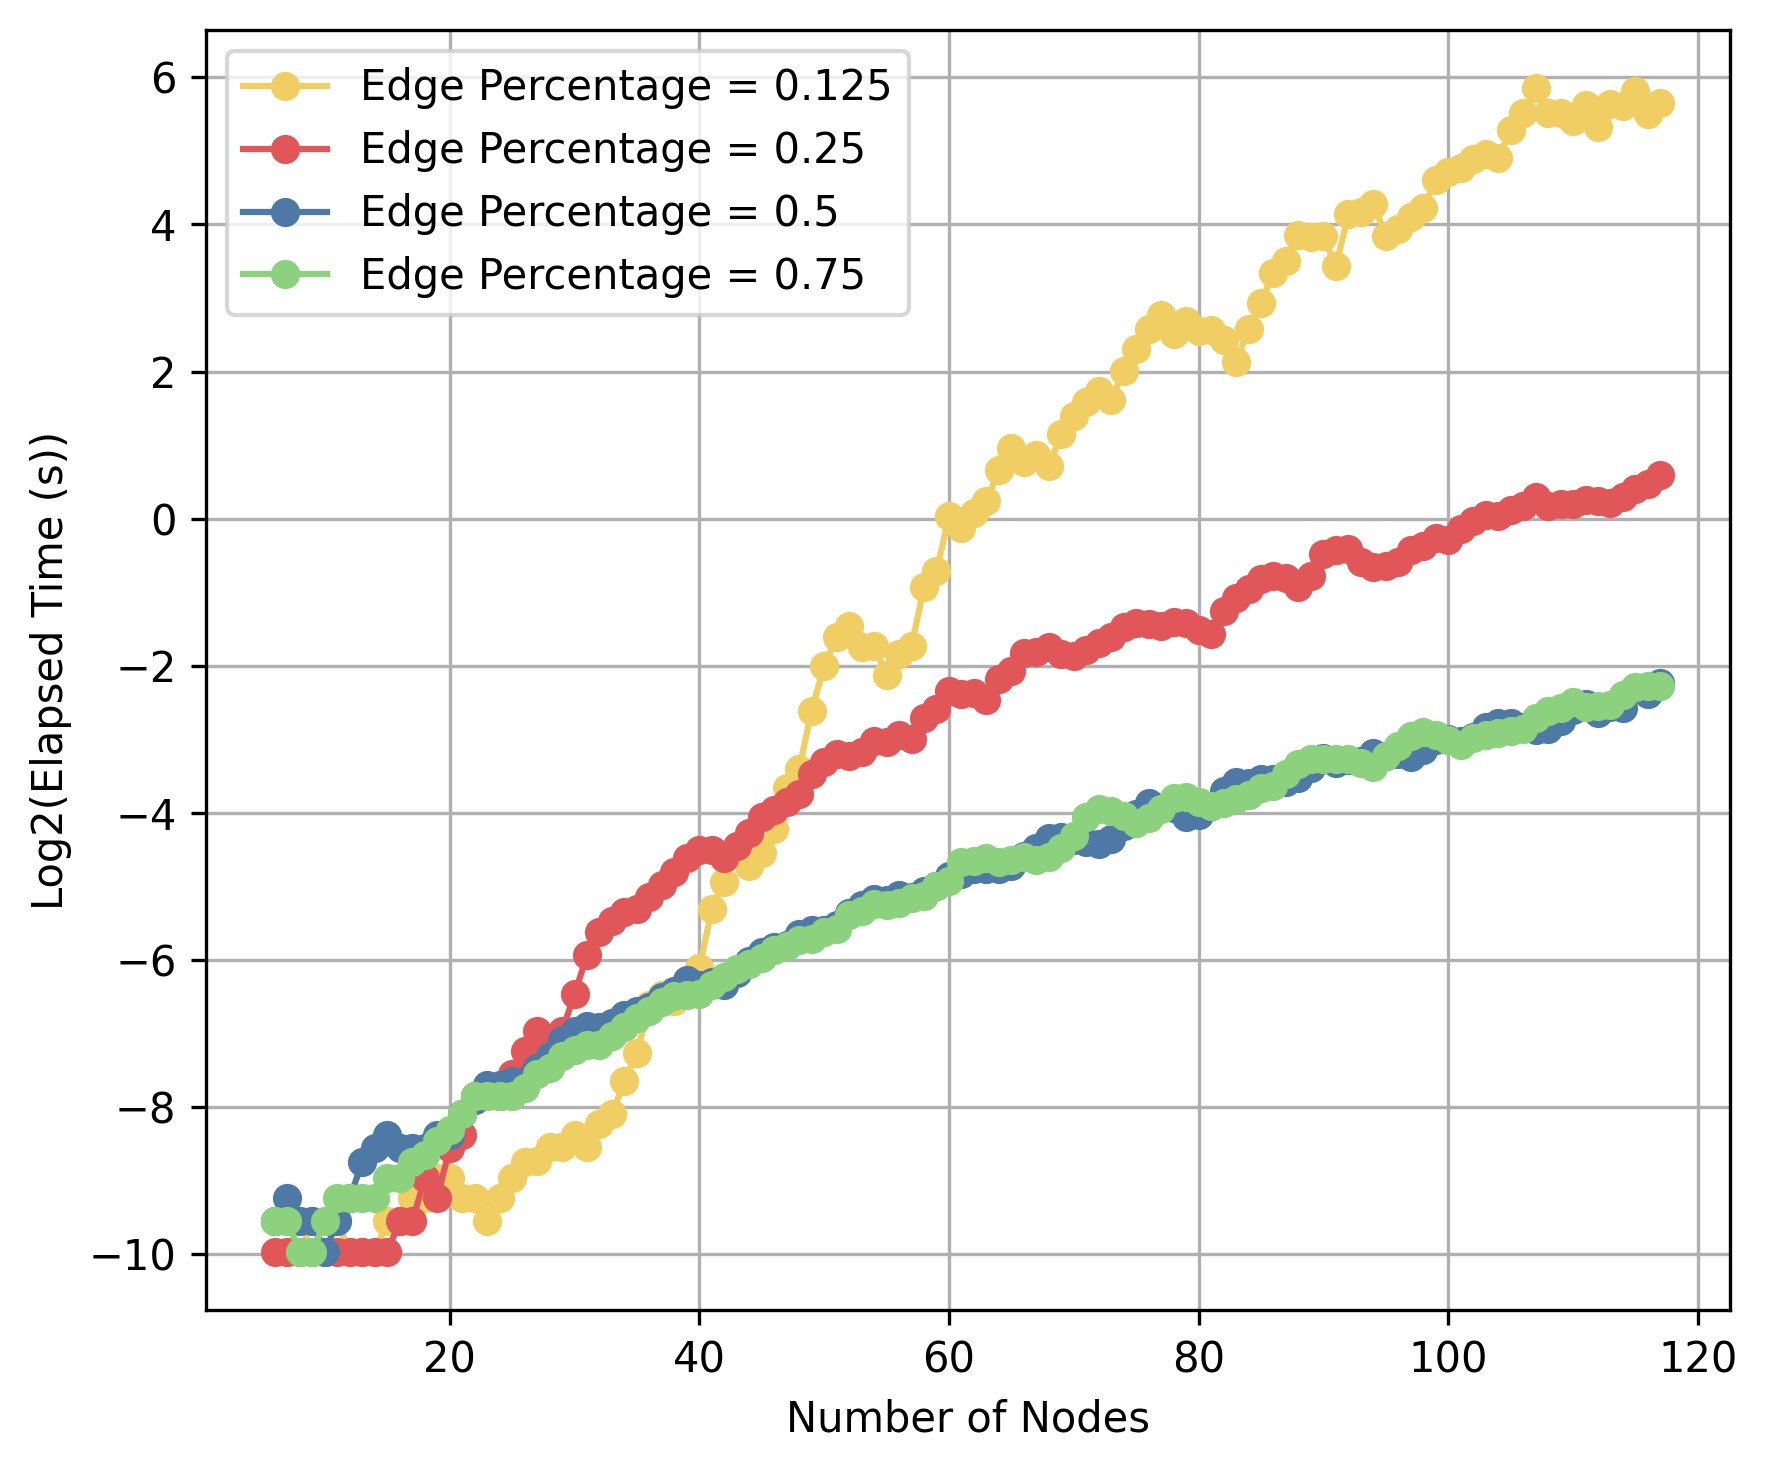 Edge Percentage = 0.125
Edge Percentage = 0.25
Edge Percentage = 0.5
Edge Percentage = 0.75
6
4
2
0
−2
−4
−6
−8
−10
Log2(Elapsed Time (s))
20 40 60 80 100 120
Number of Nodes